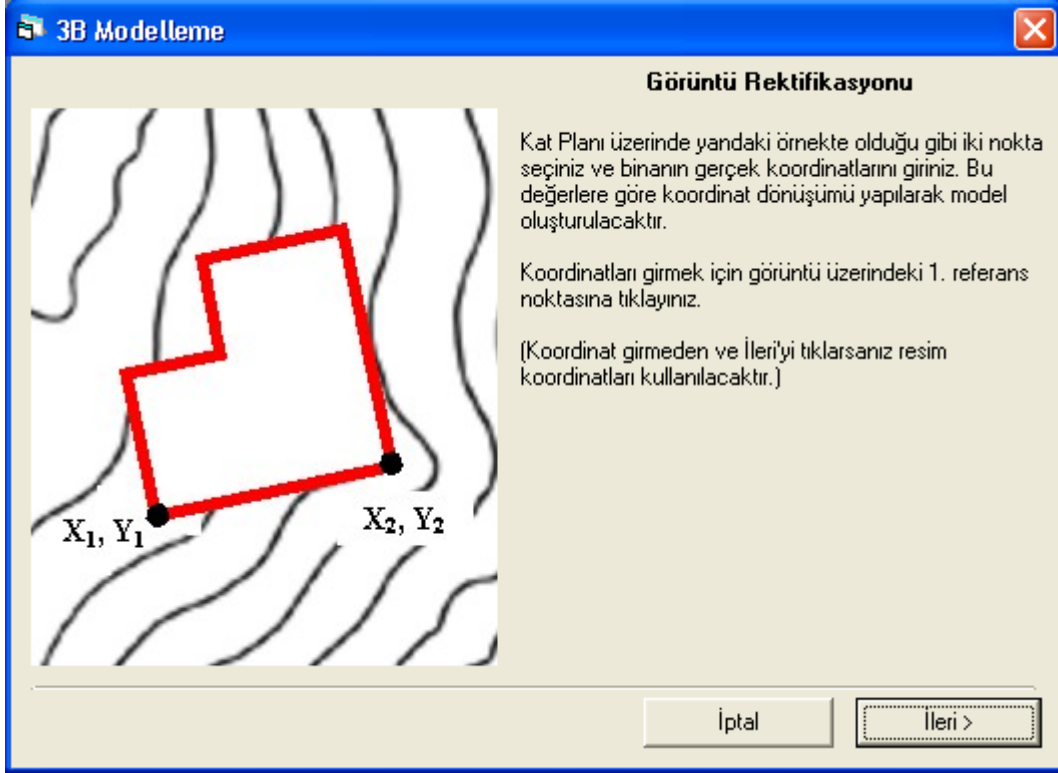 3B Modelleme
Görüntü Rektifikasyonu
Kat Planı üzerinde yandaki örnekte olduğu gibi iki nokta
seçiniz ve binanın gerçek koordinatlarını giriniz. Bu
değerlere göre koordinat dönüşümü yapılarak model
oluşturulacaktır.
Koordinatları girmek için görüntü üzerindeki 1. referans
noktasına tıklayınız.
(Koordinat girmeden ve İleri'yi tıklarsanız resim
koordinatları kullanılacaktır.)
X₁, Y₁
X₂, Y₂
İptal
İleri >